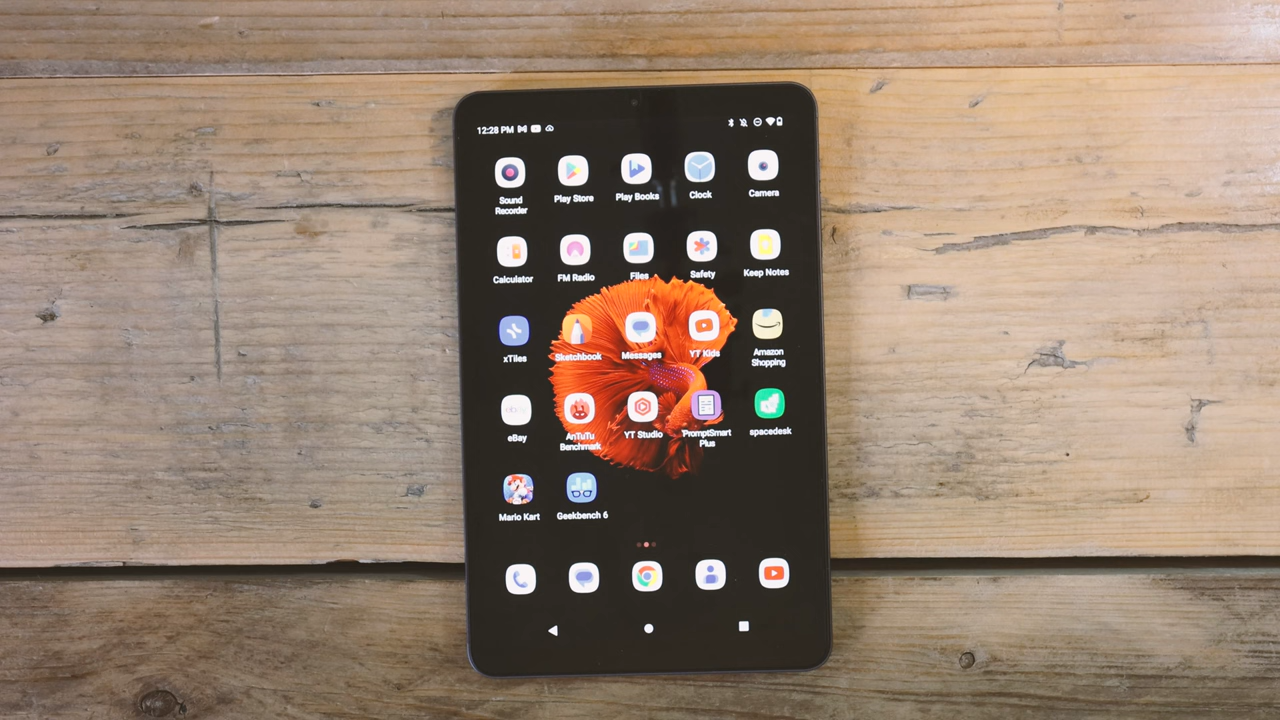 12:28 PM
Sound Recorder
Play Store
Play Books
Clock
Camera
Calculator
FM Radio
Files
Safety
Keep Notes
xTiles
Sketchbook
Messages
YT Kids
Amazon Shopping
ebay
eBay
AnTuTu Benchmark
YT Studio
PromptSmart Plus
spacedesk
Mario Kart
Geekbench 6